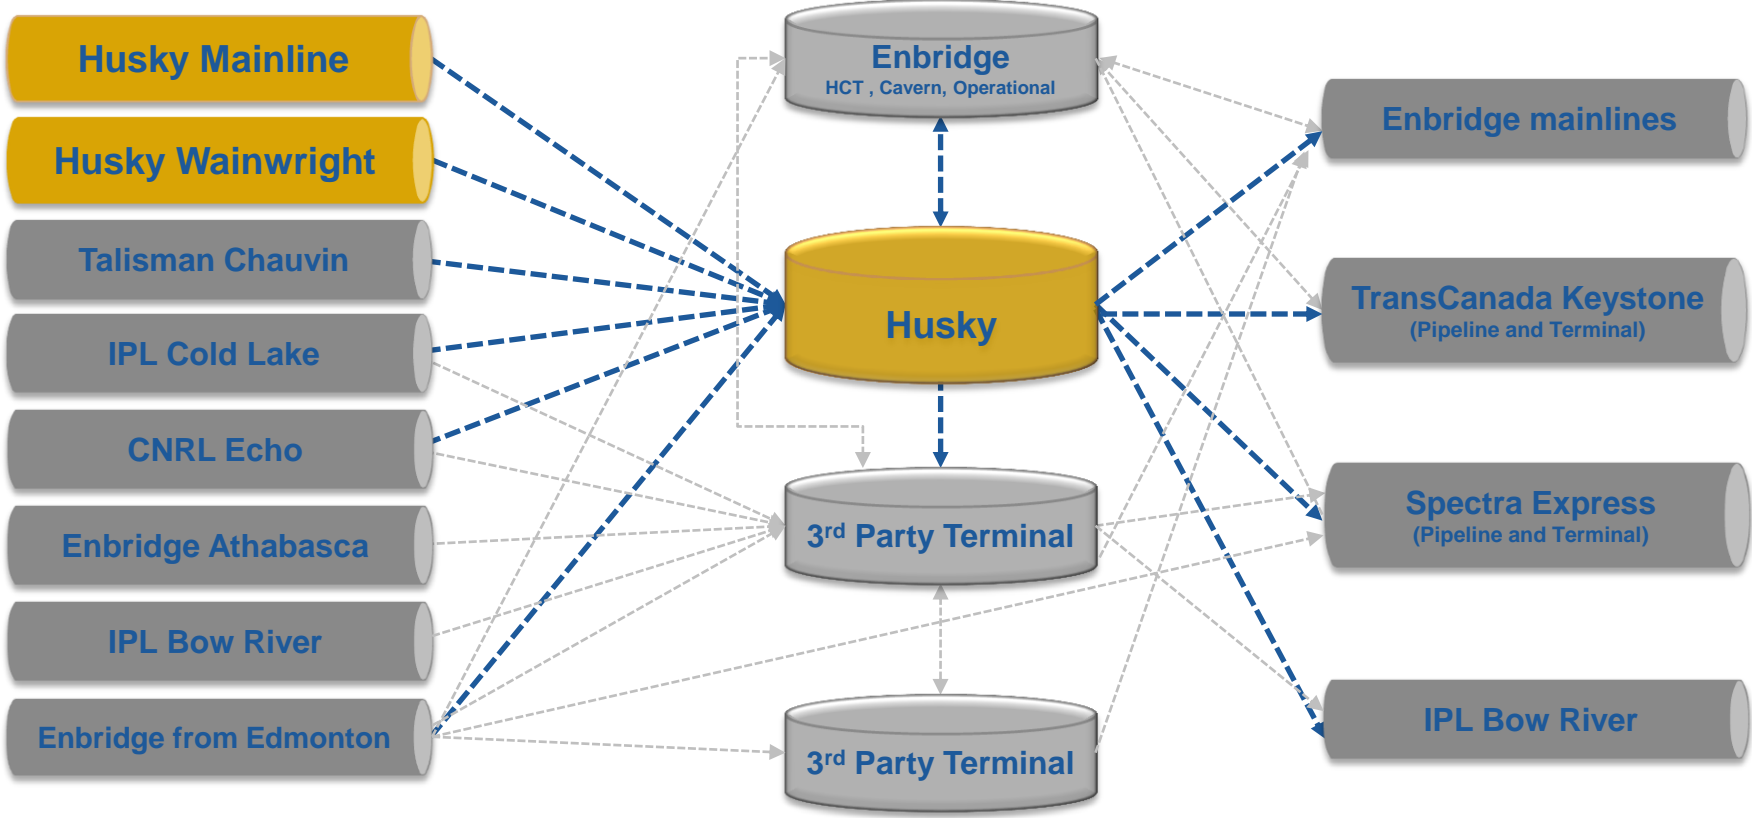 Husky Mainline
Husky Wainwright
Talisman Chauvin
IPL Cold Lake
CNRL Echo
Enbridge Athabasca
IPL Bow River
Enbridge from Edmonton
Enbridge
HCT , Cavern, Operational
Husky
3rd Party Terminal
3rd Party Terminal
Enbridge mainlines
TransCanada Keystone
(Pipeline and Terminal)
Spectra Express
(Pipeline and Terminal)
IPL Bow River